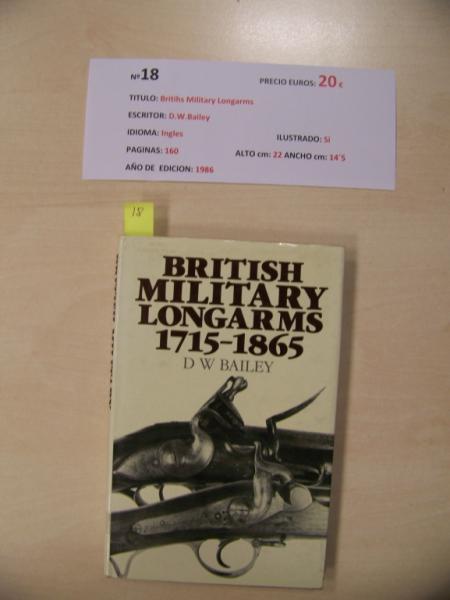 Nº18 PRECIO EUROS: 20 €
TITULO: Britihs Military Longarms
ESCRITOR: D.W.Bailey
IDIOMA: Ingles ILUSTRADO: Si
PAGINAS: 160 ALTO cm: 22 ANCHO cm: 14´5
AÑO DE EDICION: 1986
18
BRITISH
MILITARY
LONGARMS
1715-1865
D W BAILEY